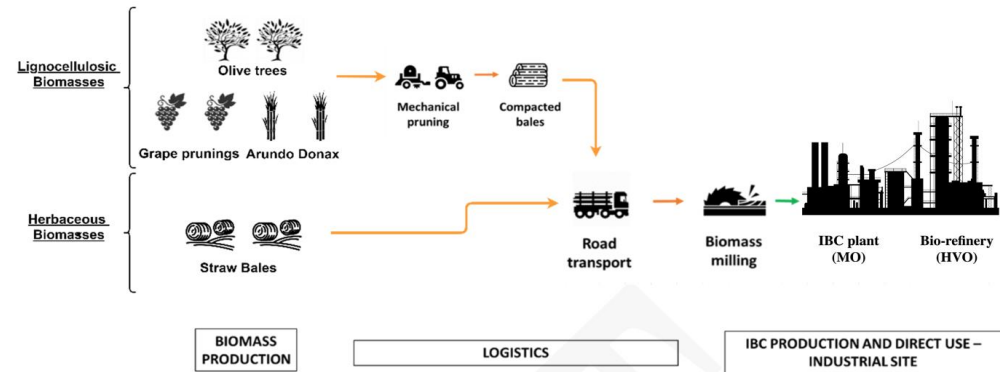 Lignocellulosic
Biomasses
Olive trees
Grape prunings
Arundo Donax
Mechanical
pruning
Compacted
bales
Herbaceous
Biomasses
Straw Bales
Road
transport
Biomass
milling
IBC plant
(MO)
Bio-refinery
(HVO)
BIOMASS
PRODUCTION
LOGISTICS
IBC PRODUCTION AND DIRECT USE –
INDUSTRIAL SITE